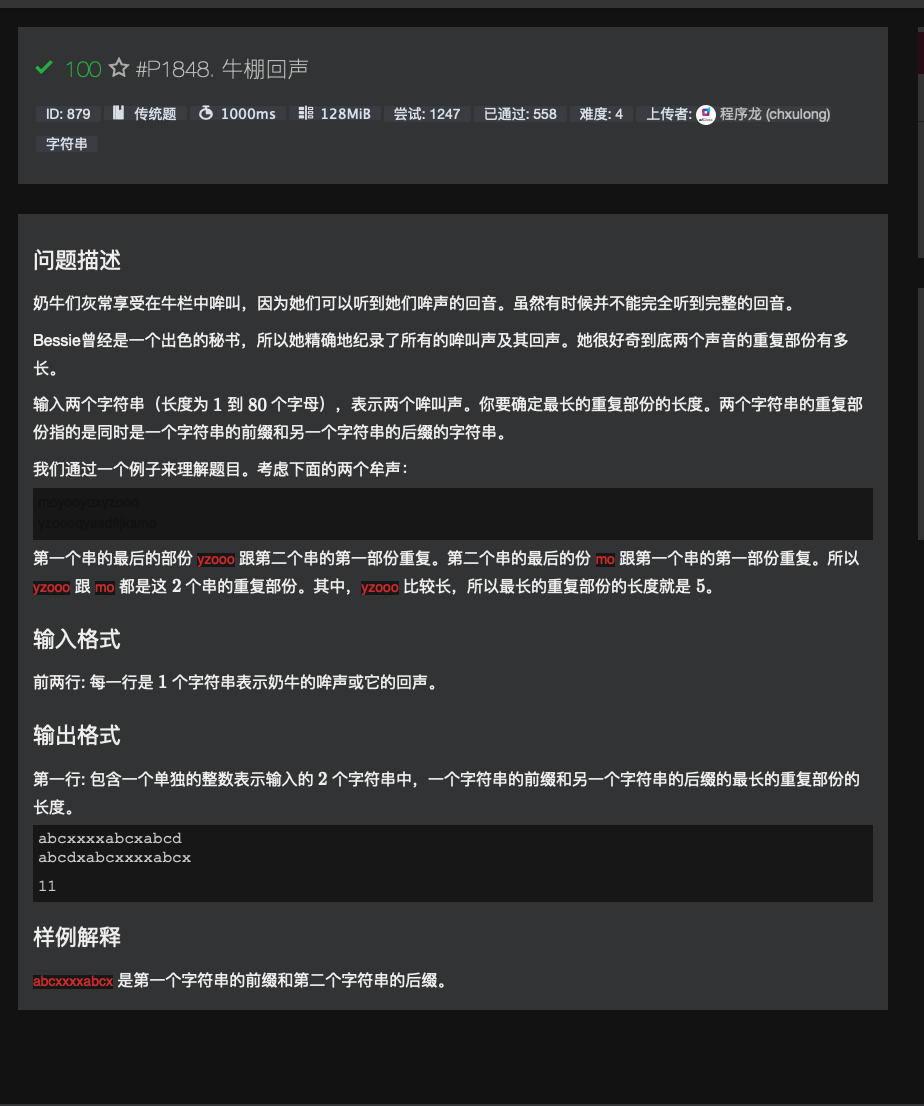 100 #P1848. 牛棚回声
ID: 879 传统题 1000ms 128MiB 尝试: 1247 已通过: 558 难度: 4 上传者: 程序龙 (chxulong)
字符串
问题描述
奶牛们灰常享受在牛栏中哞叫，因为她们可以听到她们哞声的回音。虽然有时候并不能完全听到完整的回音。
Bessie曾经是一个出色的秘书，所以她精确地纪录了所有的哞叫声及其回声。她很好奇到底两个声音的重复部份有多
长。
输入两个字符串（长度为 1 到 80 个字母），表示两个哞叫声。你要确定最长的重复部份的长度。两个字符串的重复部
份指的是同时是一个字符串的前缀和另一个字符串的后缀的字符串。
我们通过一个例子来理解题目。考虑下面的两个牟声：
moyooyoxyzooo
第一个串的最后的部份 yzooo 跟第二个串的第一部份重复。第二个串的最后的份 mo 跟第一个串的第一部份重复。所以
yzooo 跟 mo 都是这 2 个串的重复部份。其中，yzooo 比较长，所以最长的重复部份的长度就是 5。
输入格式
前两行: 每一行是 1 个字符串表示奶牛的哞声或它的回声。
输出格式
第一行: 包含一个单独的整数表示输入的 2 个字符串中，一个字符串的前缀和另一个字符串的后缀的最长的重复部份的
长度。
abcxxxxabcxabcd
abcdxabcxxxxabcx
11
样例解释
abcxxxxabcx 是第一个字符串的前缀和第二个字符串的后缀。